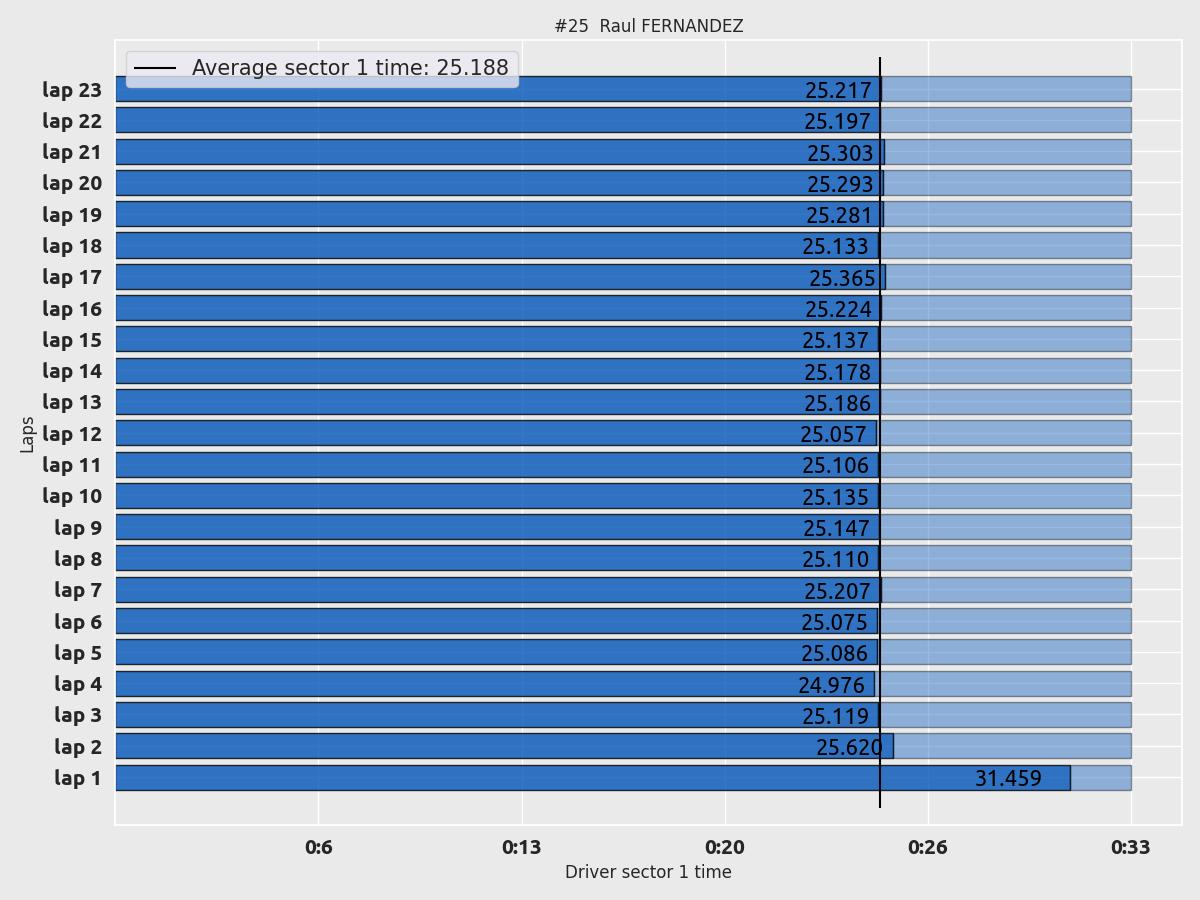 #25  Raul FERNANDEZ
Average sector 1 time: 25.188
lap 23 25.217
lap 22 25.197
lap 21 25.303
lap 20 25.293
lap 19 25.281
lap 18 25.133
lap 17 25.365
lap 16 25.224
lap 15 25.137
lap 14 25.178
lap 13 25.186
lap 12 25.057
lap 11 25.106
lap 10 25.135
lap 9 25.147
lap 8 25.110
lap 7 25.207
lap 6 25.075
lap 5 25.086
lap 4 24.976
lap 3 25.119
lap 2 25.620
lap 1 31.459
Laps
0:6 0:13 0:20 0:26 0:33
Driver sector 1 time